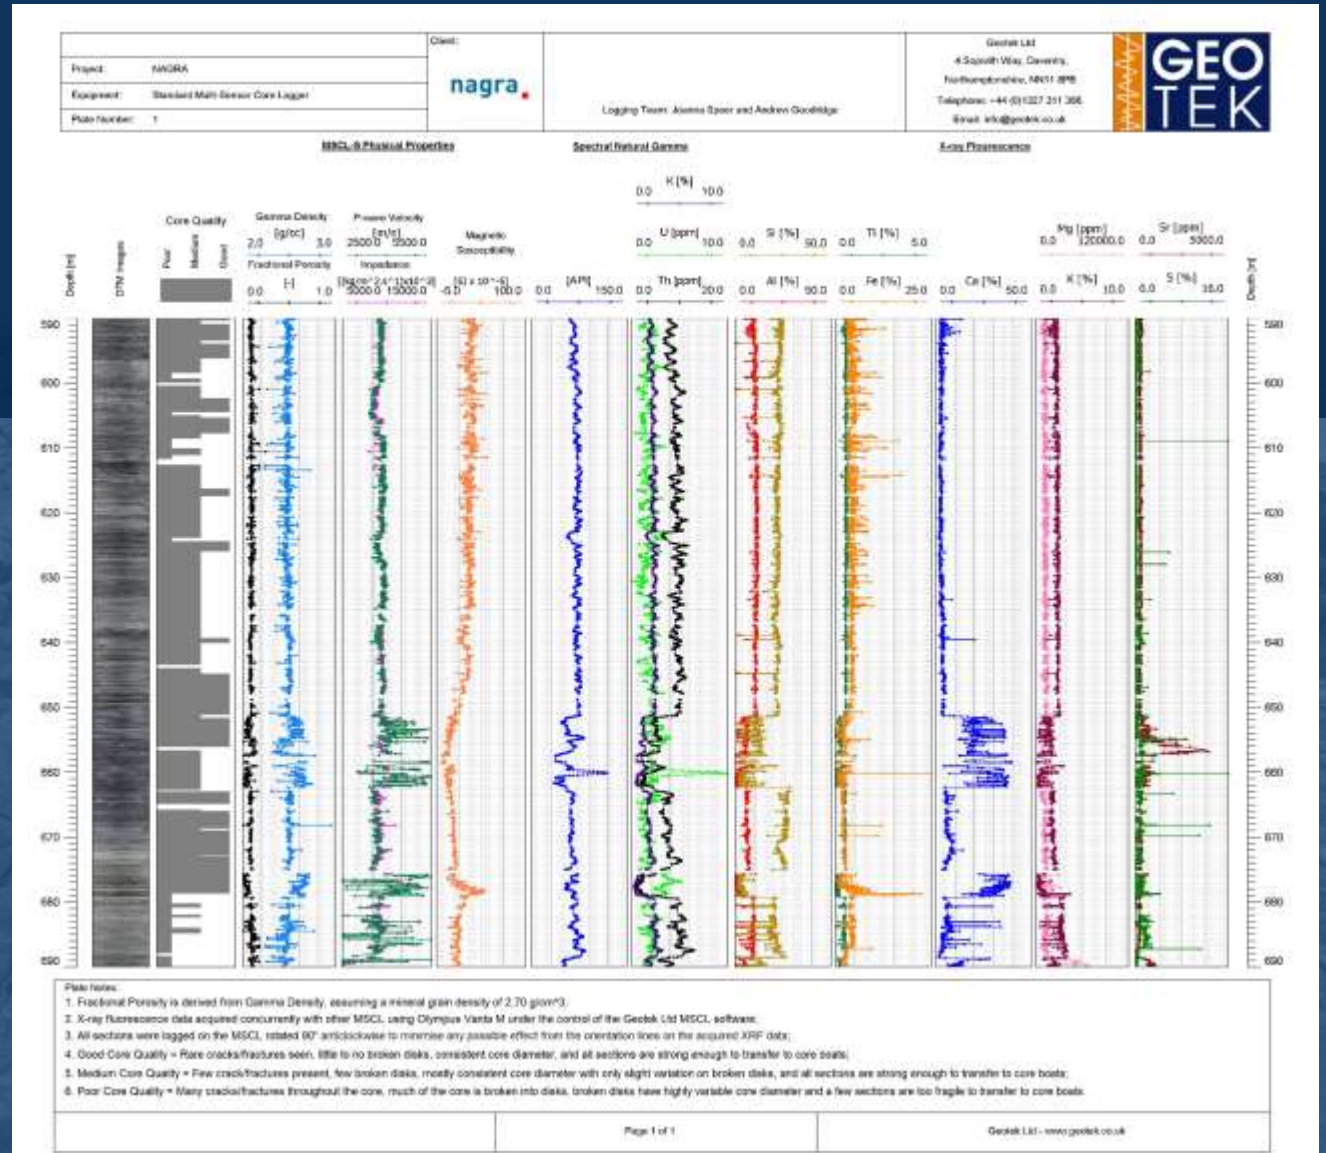 Project: NAGRA
Equipment: Standard Multi-Sensor Core Logger
Plate Number: 1
Client:
nagra.
Logging Team: Joanna Speer and Andrew Goodridge
Geotek Ltd
4 Sopwith Way, Daventry,
Northamptonshire, NN11 8PB
Telephone: +44 (0)1327 311 366
Email: info@geotek.co.uk
GEO
TEK
MSCL-S Physical Properties
Spectral Natural Gamma
X-ray Flourescence
K [%]
0.0 10.0
Core Quality
Poor
Medium
Good
Depth [m]
DTM Images
Gamma Density
[g/cc]
2.0 3.0
Fractional Porosity
[-]
0.0 1.0
P-wave Velocity
[m/s]
2500.0 5500.0
Impedance
5000.0 15000.0
Magnetic
Susceptibility
[SI x 10^-5]
-5.0 100.0
[API]
0.0 150.0
U [ppm]
0.0 10.0
Th [ppm]
0.0 20.0
Si [%]
0.0 50.0
Al [%]
0.0 50.0
Ti [%]
0.0 5.0
Fe [%]
0.0 25.0
Ca [%]
0.0 50.0
Mg [ppm]
0.0 120000.0
K [%]
0.0 10.0
Sr [ppm]
0.0 5000.0
S [%]
0.0
Depth [m]
590 590
600 600
610 610
620 620
630 630
640 640
650 650
660 660
670 670
680 680
690 690
Plate Notes:
1. Fractional Porosity is derived from Gamma Density, assuming a mineral grain density of 2.70 g/cm^3;
2. X-ray fluorescence data acquired concurrently with other MSCL using Olympus Vanta M under the control of the Geotek Ltd MSCL software;
3. All sections were logged on the MSCL rotated 90° anticlockwise to minimise any possible effect from the orientation lines on the acquired XRF data;
4. Good Core Quality = Rare cracks/fractures seen, little to no broken disks, consistent core diameter, and all sections are strong enough to transfer to core boats;
5. Medium Core Quality = Few crack/fractures present, few broken disks, mostly consistent core diameter with only slight variation on broken disks, and all sections are strong enough to transfer to core boats;
6. Poor Core Quality = Many cracks/fractures throughout the core, much of the core is broken into disks, broken disks have highly variable core diameter and a few sections are too fragile to transfer to core boats.
Page 1 of 1
Geotek Ltd - www.geotek.co.uk